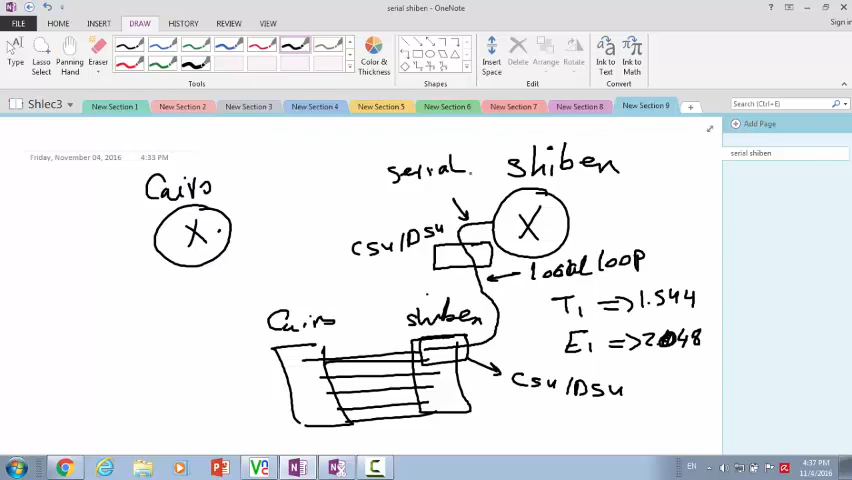 serial shiben - OneNote
FILE HOME INSERT DRAW HISTORY REVIEW VIEW
Sign in
Type Lasso Select Panning Hand Eraser Color & Thickness Insert Space Delete Arrange Rotate Ink to Text Ink to Math
Tools Shapes Edit Convert
Shlec3 New Section 1 New Section 2 New Section 3 New Section 4 New Section 5 New Section 6 New Section 7 New Section 8 New Section 9 Search (Ctrl+E)
Add Page
serial shiben
Friday, November 04, 2016 4:33 PM
Cairo
X
serial
shiben
X
CSU/DSU
local loop
T1 => 1.544
E1 => 2.048
Cairo
shiben
CSU/DSU
EN
4:37 PM
11/4/2016